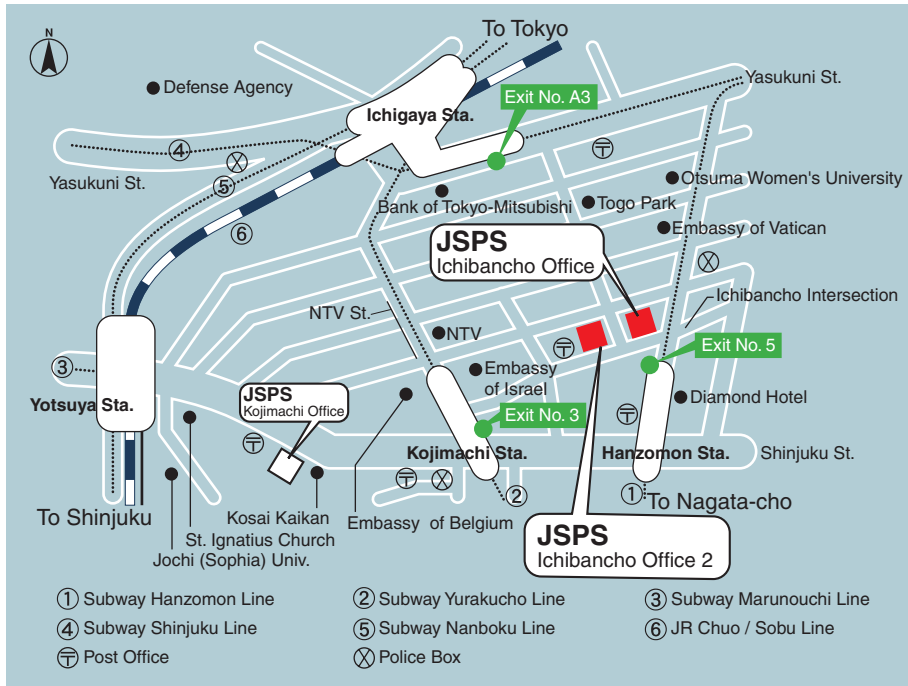 N
To Tokyo
Defense Agency
Yasukuni St.
Exit No. A3
Ichigaya Sta.
④
〒
Yasukuni St.
⑤
Otsuma Women's University
Bank of Tokyo-Mitsubishi
Togo Park
⑥
JSPS
Ichibancho Office
Embassy of Vatican
Ichibancho Intersection
NTV St.
NTV
〒
Exit No. 5
③
Embassy
of Israel
Yotsuya Sta.
JSPS
Kojimachi Office
Diamond Hotel
Exit No. 3
〒
〒
Kojimachi Sta.
Hanzomon Sta.
Shinjuku St.
〒
②
①
To Nagata-cho
To Shinjuku
Kosai Kaikan
Embassy of Belgium
St. Ignatius Church
Jochi (Sophia) Univ.
JSPS
Ichibancho Office 2
① Subway Hanzomon Line
② Subway Yurakucho Line
③ Subway Marunouchi Line
④ Subway Shinjuku Line
⑤ Subway Nanboku Line
⑥ JR Chuo / Sobu Line
〒 Post Office
Police Box